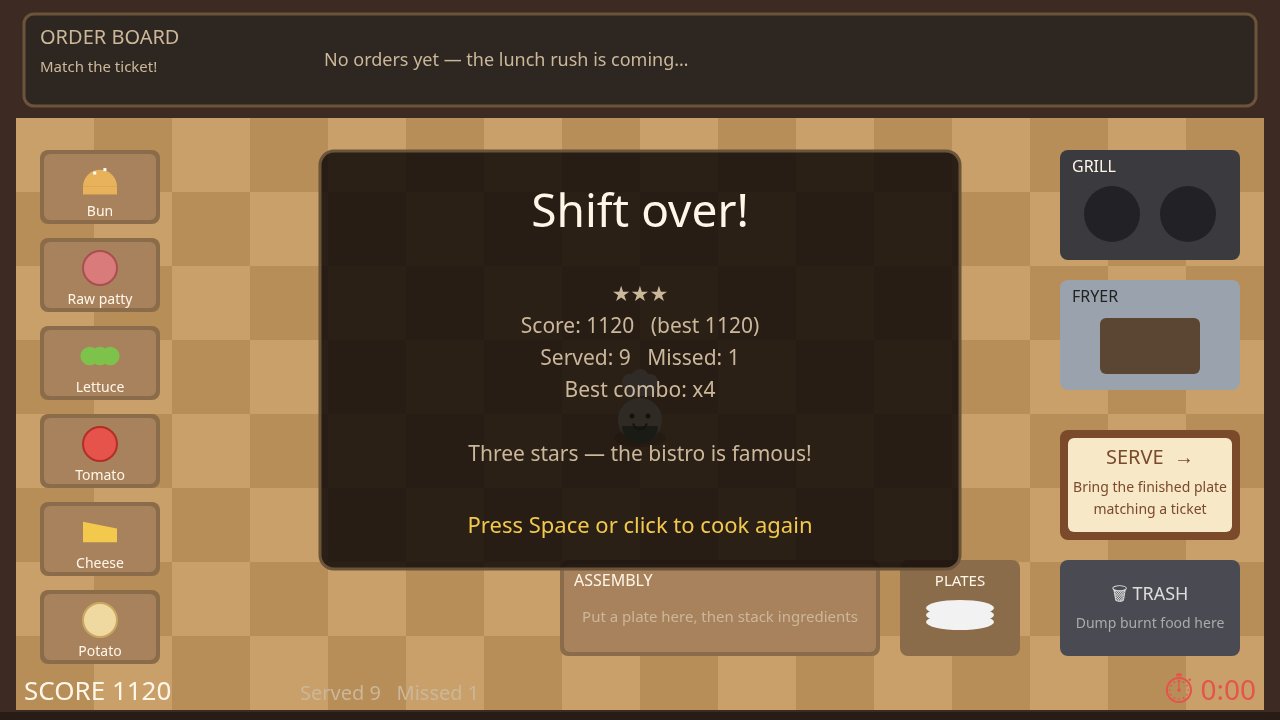 ORDER BOARD
Match the ticket!
No orders yet — the lunch rush is coming...
Bun
Raw patty
Lettuce
Tomato
Cheese
Potato
Shift over!
★★★
Score: 1120 (best 1120)
Served: 9 Missed: 1
Best combo: x4
Three stars — the bistro is famous!
Press Space or click to cook again
GRILL
FRYER
SERVE →
Bring the finished plate
matching a ticket
ASSEMBLY
Put a plate here, then stack ingredients
PLATES
🗑 TRASH
Dump burnt food here
SCORE 1120
Served 9 Missed 1
⏱ 0:00